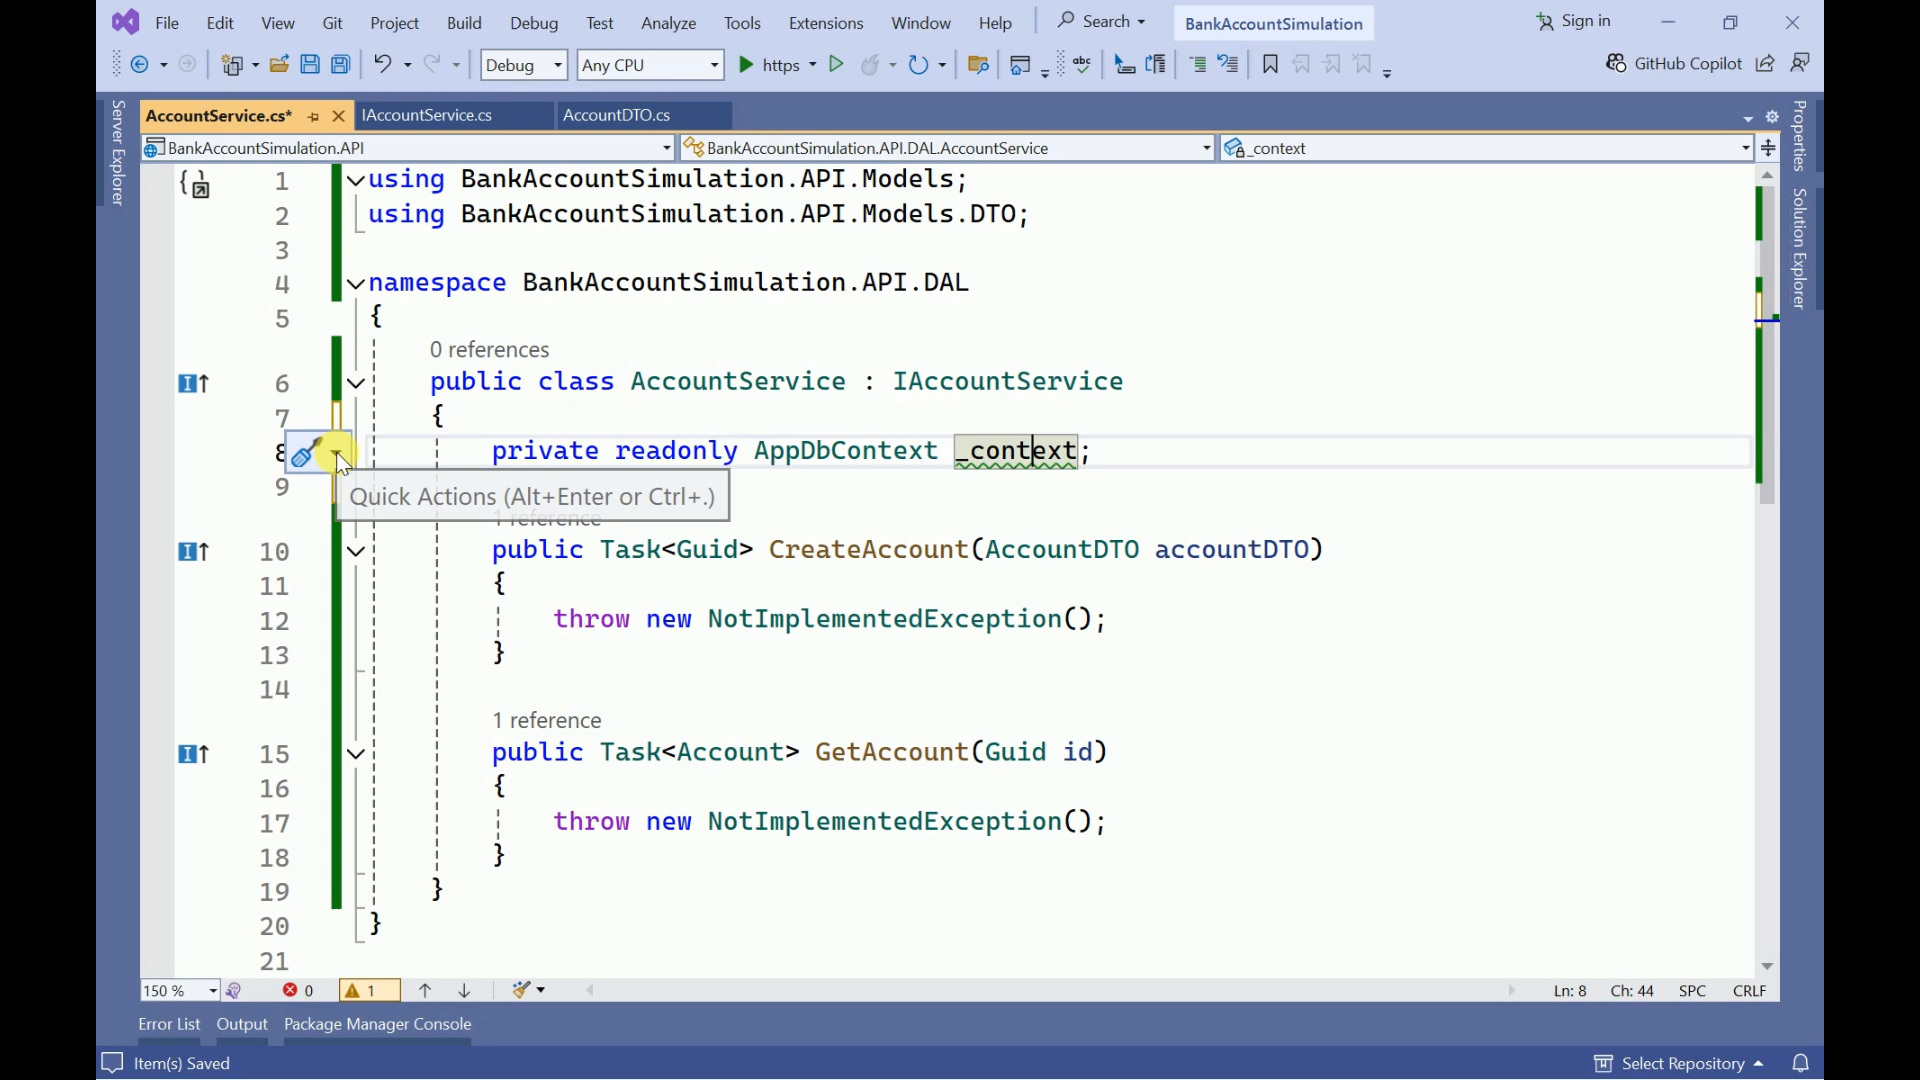 File Edit View Git Project Build Debug Test Analyze Tools Extensions Window Help Search BankAccountSimulation Sign in
Debug Any CPU https abc GitHub Copilot
AccountService.cs* IAccountService.cs AccountDTO.cs
BankAccountSimulation.API BankAccountSimulation.API.DAL.AccountService _context
Server Explorer
Properties
Solution Explorer
1 using BankAccountSimulation.API.Models;
2 using BankAccountSimulation.API.Models.DTO;
3
4 namespace BankAccountSimulation.API.DAL
5 {
0 references
6 public class AccountService : IAccountService
7 {
8 private readonly AppDbContext _context;
9
Quick Actions (Alt+Enter or Ctrl+.)
1 reference
10 public Task<Guid> CreateAccount(AccountDTO accountDTO)
11 {
12 throw new NotImplementedException();
13 }
14
1 reference
15 public Task<Account> GetAccount(Guid id)
16 {
17 throw new NotImplementedException();
18 }
19 }
20 }
21
150 % 0 1 Ln: 8 Ch: 44 SPC CRLF
Error List Output Package Manager Console
Item(s) Saved Select Repository